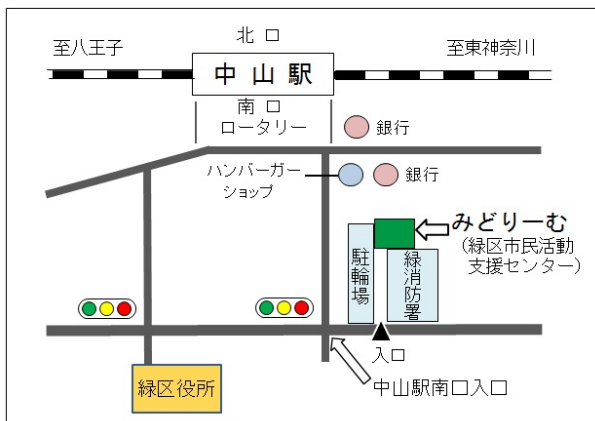 北 口
至八王子
至東神奈川
中 山 駅
南 口
ロータリー
銀行
ハンバーガー
ショップ
銀行
みどりーむ
(緑区市民活動
支援センター)
駐輪場
緑消防署
入口
緑区役所
中山駅南口入口